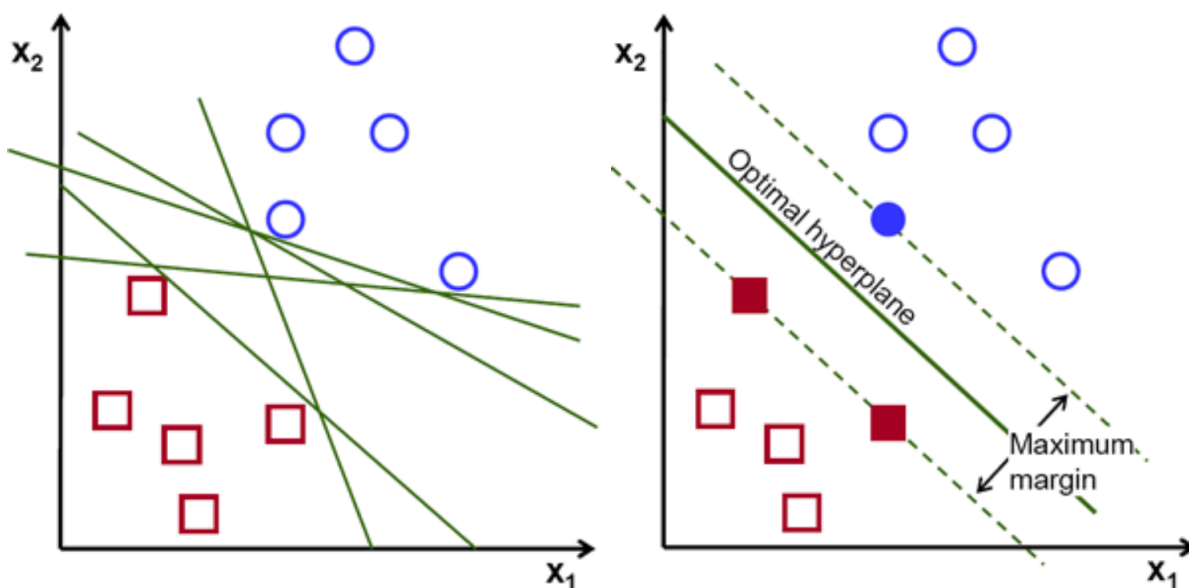 x₂
x₁
x₂
Optimal hyperplane
Maximum
margin
x₁